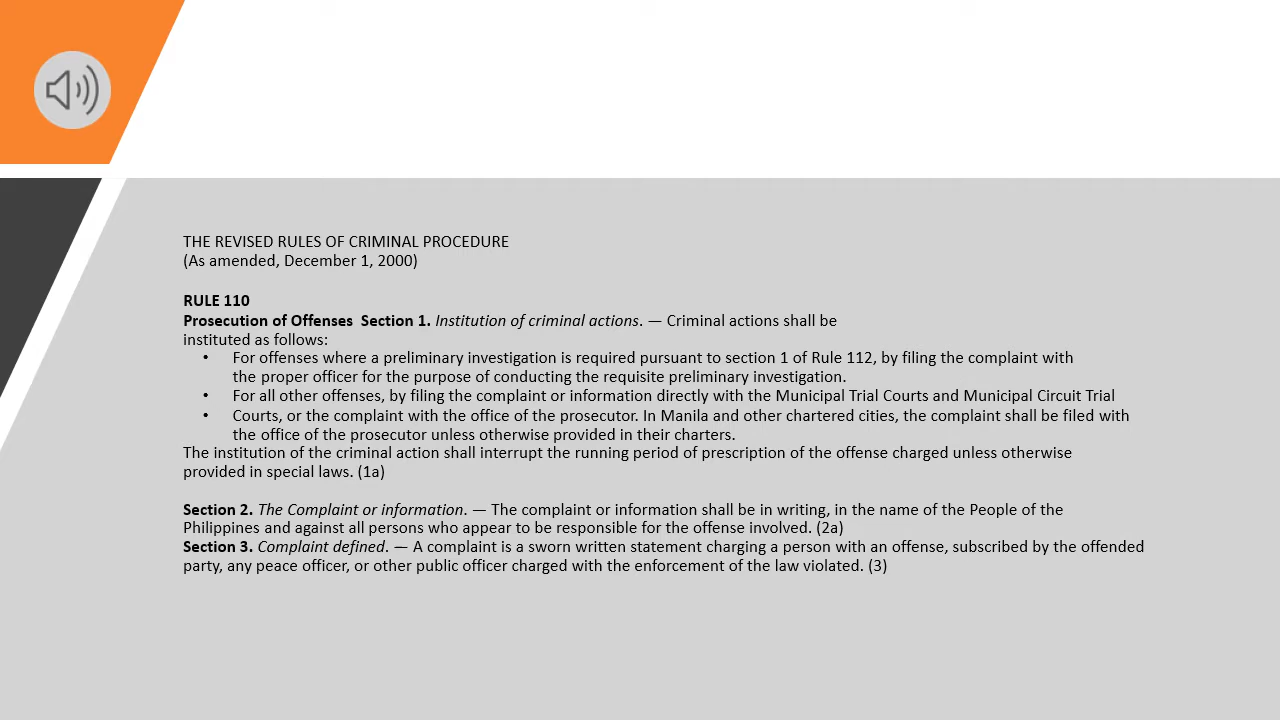 THE REVISED RULES OF CRIMINAL PROCEDURE
(As amended, December 1, 2000)
RULE 110
Prosecution of Offenses  Section 1. Institution of criminal actions. — Criminal actions shall be
instituted as follows:
• For offenses where a preliminary investigation is required pursuant to section 1 of Rule 112, by filing the complaint with
the proper officer for the purpose of conducting the requisite preliminary investigation.
• For all other offenses, by filing the complaint or information directly with the Municipal Trial Courts and Municipal Circuit Trial
• Courts, or the complaint with the office of the prosecutor. In Manila and other chartered cities, the complaint shall be filed with
the office of the prosecutor unless otherwise provided in their charters.
The institution of the criminal action shall interrupt the running period of prescription of the offense charged unless otherwise
provided in special laws. (1a)
Section 2. The Complaint or information. — The complaint or information shall be in writing, in the name of the People of the
Philippines and against all persons who appear to be responsible for the offense involved. (2a)
Section 3. Complaint defined. — A complaint is a sworn written statement charging a person with an offense, subscribed by the offended
party, any peace officer, or other public officer charged with the enforcement of the law violated. (3)